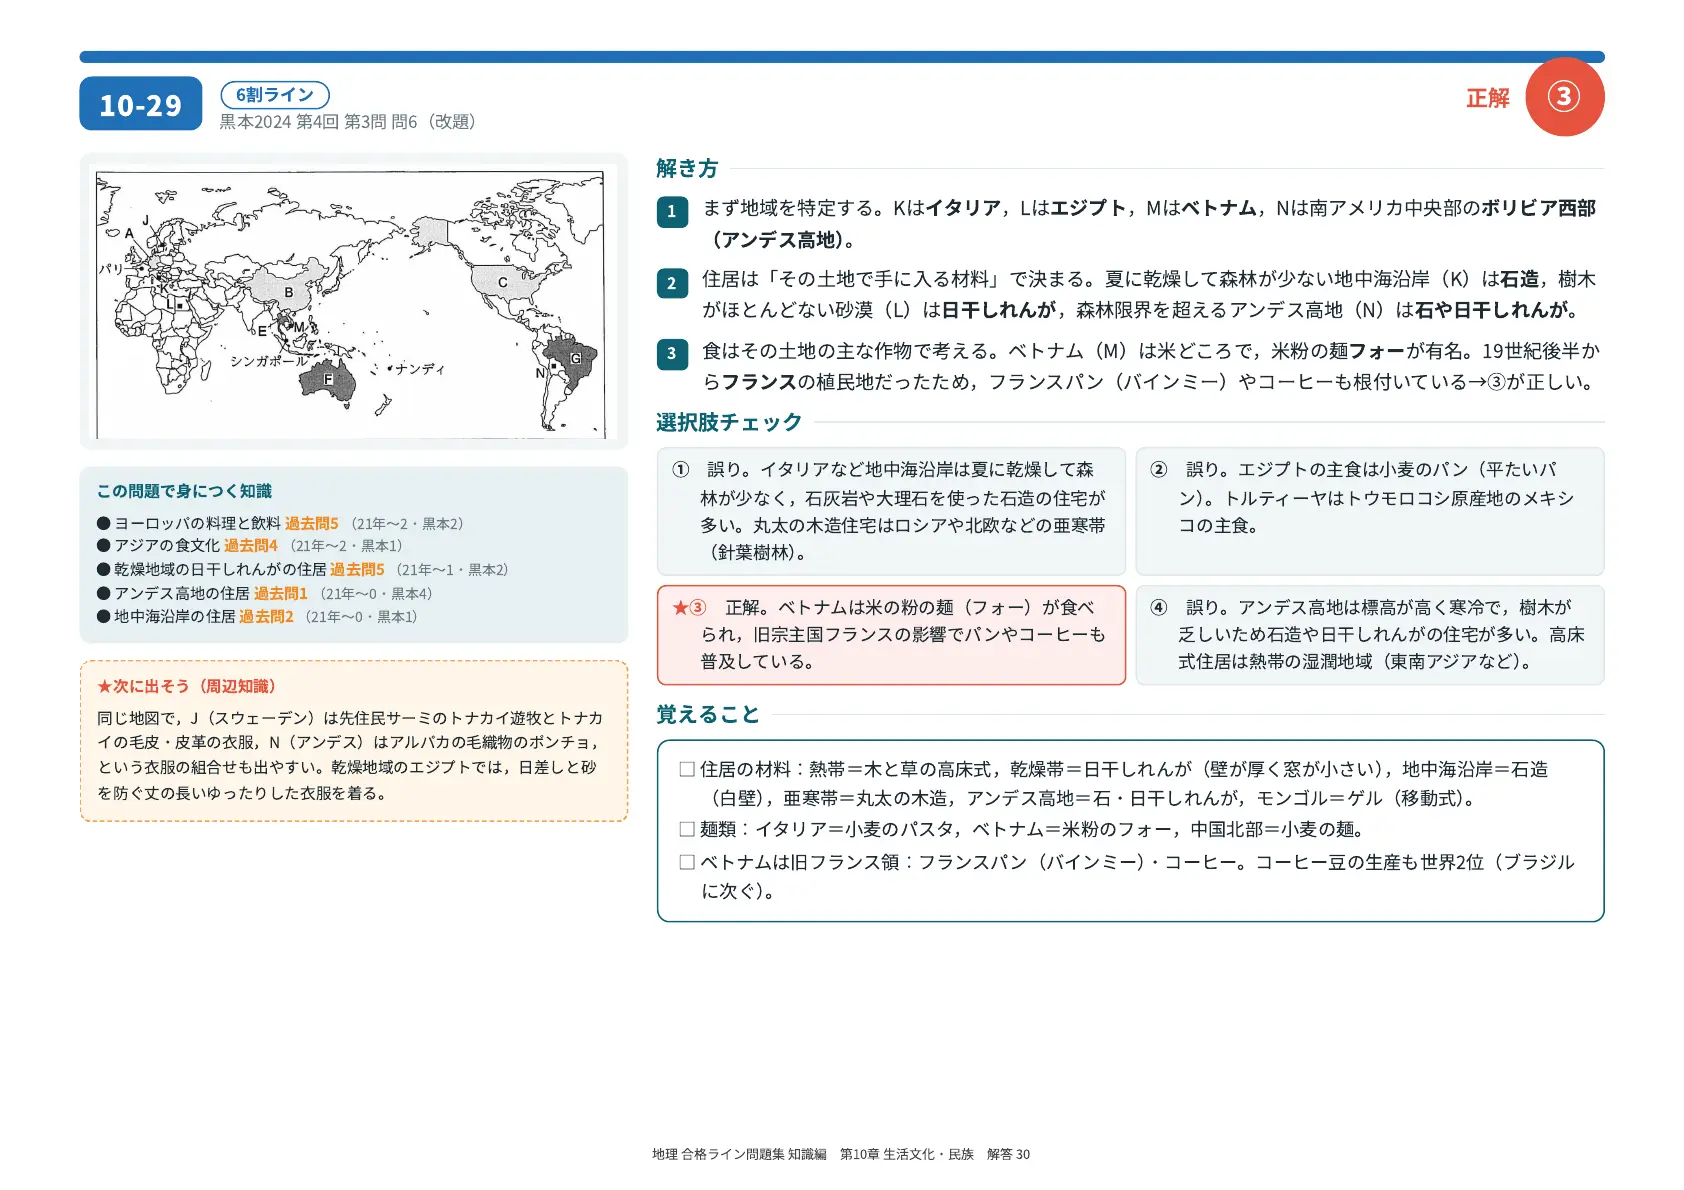 10-29
6割ライン
黒本2024 第4回 第3問 問6（改題）
正解 ③
J
A
パリ
K
L
B
E
M
シンガポール
F
ナンディ
C
G
N
この問題で身につく知識
● ヨーロッパの料理と飲料 過去問5 （21年～2・黒本2）
● アジアの食文化 過去問4 （21年～2・黒本1）
● 乾燥地域の日干しれんがの住居 過去問5 （21年～1・黒本2）
● アンデス高地の住居 過去問1 （21年～0・黒本4）
● 地中海沿岸の住居 過去問2 （21年～0・黒本1）
★次に出そう（周辺知識）
同じ地図で，J（スウェーデン）は先住民サーミのトナカイ遊牧とトナカ
イの毛皮・皮革の衣服，N（アンデス）はアルパカの毛織物のポンチョ，
という衣服の組合せも出やすい。乾燥地域のエジプトでは，日差しと砂
を防ぐ丈の長いゆったりした衣服を着る。
解き方
1 まず地域を特定する。Kはイタリア，Lはエジプト，Mはベトナム，Nは南アメリカ中央部のボリビア西部
（アンデス高地）。
2 住居は「その土地で手に入る材料」で決まる。夏に乾燥して森林が少ない地中海沿岸（K）は石造，樹木
がほとんどない砂漠（L）は日干しれんが，森林限界を超えるアンデス高地（N）は石や日干しれんが。
3 食はその土地の主な作物で考える。ベトナム（M）は米どころで，米粉の麺フォーが有名。19世紀後半か
らフランスの植民地だったため，フランスパン（バインミー）やコーヒーも根付いている→③が正しい。
選択肢チェック
① 誤り。イタリアなど地中海沿岸は夏に乾燥して森
林が少なく，石灰岩や大理石を使った石造の住宅が
多い。丸太の木造住宅はロシアや北欧などの亜寒帯
（針葉樹林）。
② 誤り。エジプトの主食は小麦のパン（平たいパ
ン）。トルティーヤはトウモロコシ原産地のメキシ
コの主食。
★③ 正解。ベトナムは米の粉の麺（フォー）が食べ
られ，旧宗主国フランスの影響でパンやコーヒーも
普及している。
④ 誤り。アンデス高地は標高が高く寒冷で，樹木が
乏しいため石造や日干しれんがの住宅が多い。高床
式住居は熱帯の湿潤地域（東南アジアなど）。
覚えること
□ 住居の材料：熱帯＝木と草の高床式，乾燥帯＝日干しれんが（壁が厚く窓が小さい），地中海沿岸＝石造
（白壁），亜寒帯＝丸太の木造，アンデス高地＝石・日干しれんが，モンゴル＝ゲル（移動式）。
□ 麺類：イタリア＝小麦のパスタ，ベトナム＝米粉のフォー，中国北部＝小麦の麺。
□ ベトナムは旧フランス領：フランスパン（バインミー）・コーヒー。コーヒー豆の生産も世界2位（ブラジル
に次ぐ）。
地理 合格ライン問題集 知識編 第10章 生活文化・民族 解答 30